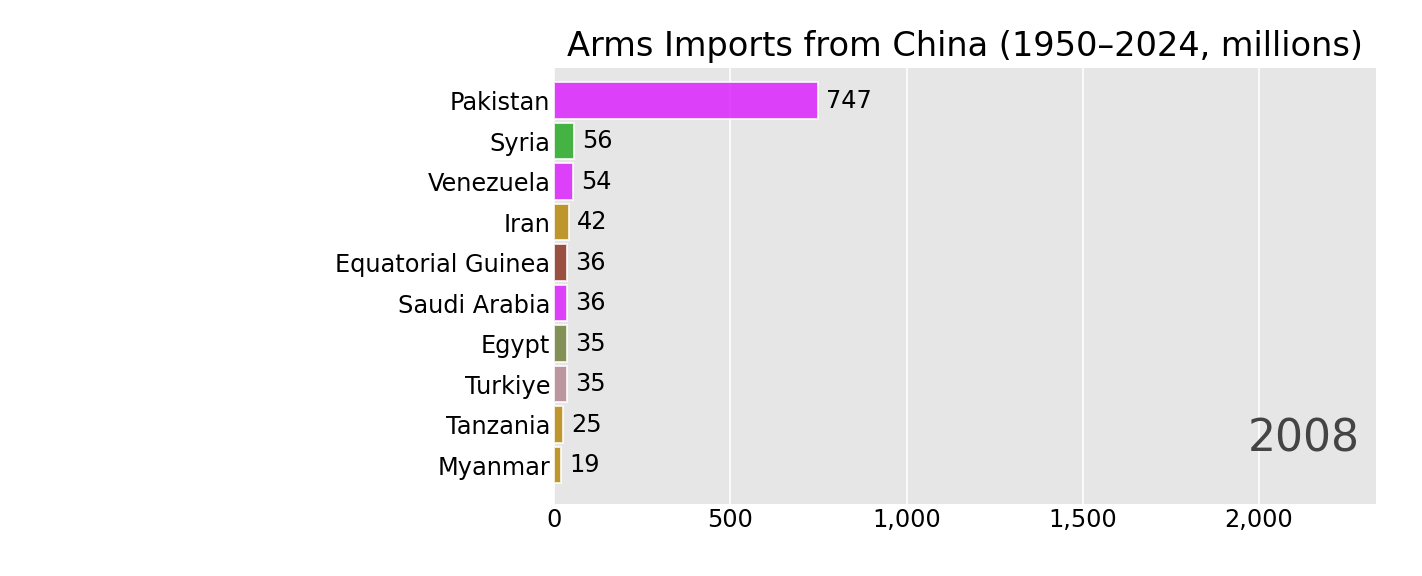 Arms Imports from China (1950–2024, millions)
Pakistan 747
Syria 56
Venezuela 54
Iran 42
Equatorial Guinea 36
Saudi Arabia 36
Egypt 35
Turkiye 35
Tanzania 25
Myanmar 19
2008
0 500 1,000 1,500 2,000